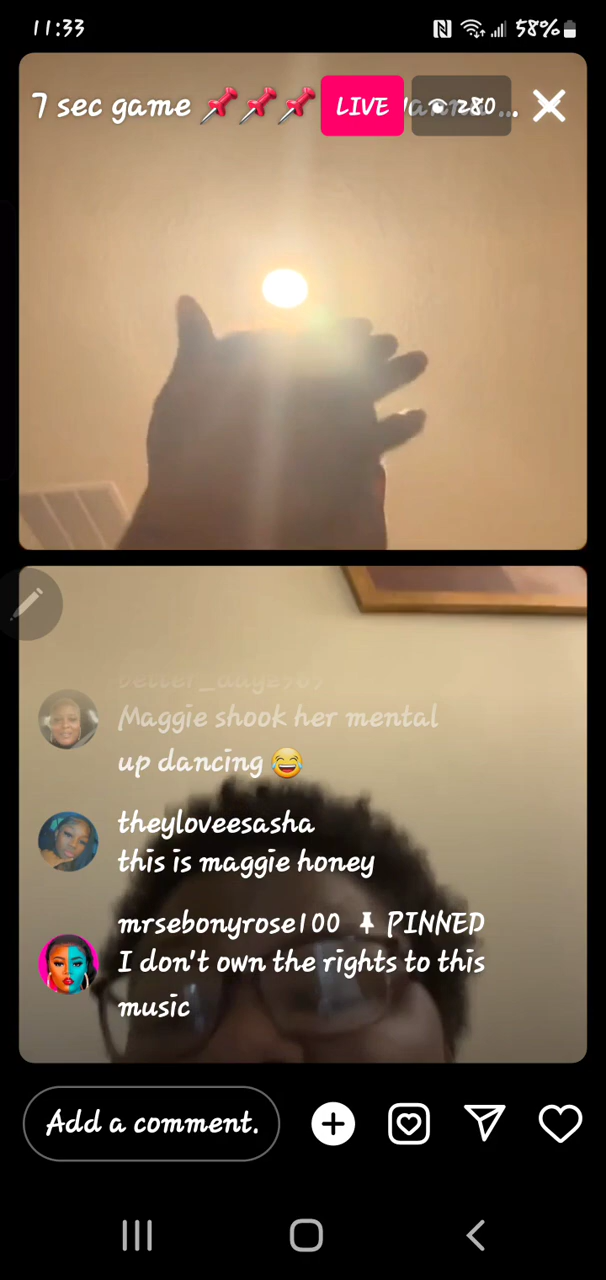 11:33
58%
7 sec game 📌📌📌
LIVE
280
...
Maggie shook her mental
up dancing 😂
theyloveesasha
this is maggie honey
mrsebonyrose100 PINNED
I don't own the rights to this
music
Add a comment.